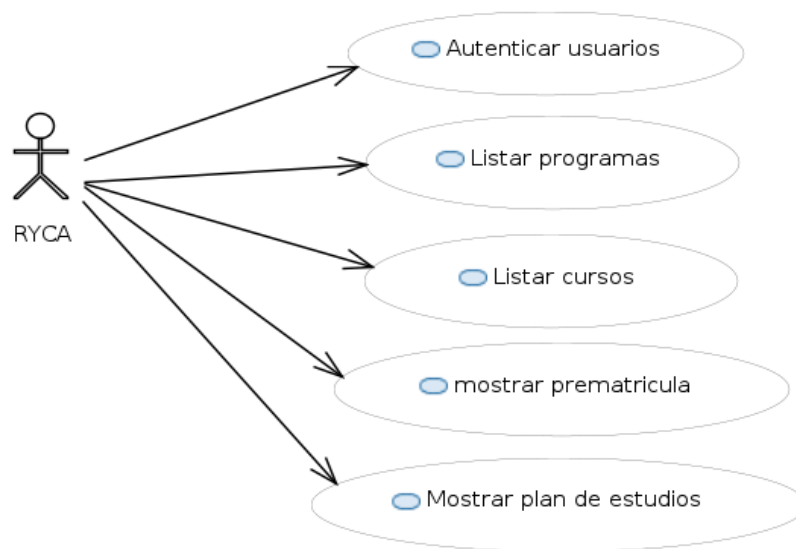 Autenticar usuarios
Listar programas
RYCA
Listar cursos
mostrar prematricula
Mostrar plan de estudios